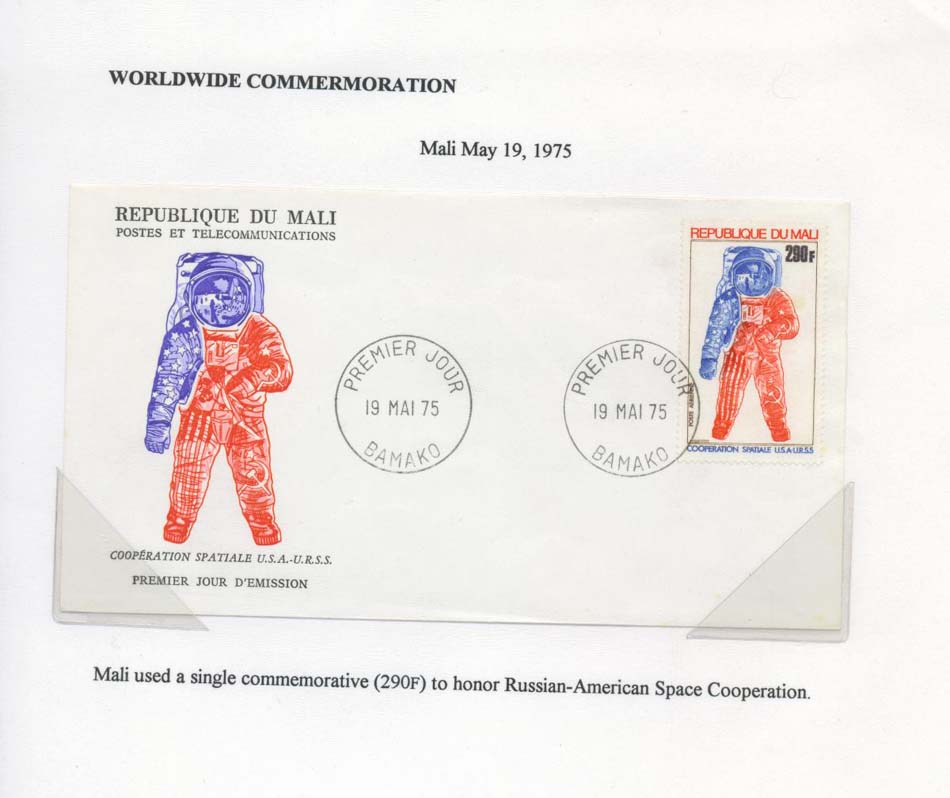 WORLDWIDE COMMERMORATION
Mali May 19, 1975
REPUBLIQUE DU MALI
POSTES ET TELECOMMUNICATIONS
REPUBLIQUE DU MALI
290F
PREMIER JOUR
19 MAI 75
BAMAKO
PREMIER JOUR
19 MAI 75
BAMAKO
POSTE AERIENNE
COOPERATION SPATIALE U.S.A-U.R.S.S
COOPÉRATION SPATIALE U.S.A.-U.R.S.S.
PREMIER JOUR D'EMISSION
Mali used a single commemorative (290F) to honor Russian-American Space Cooperation.